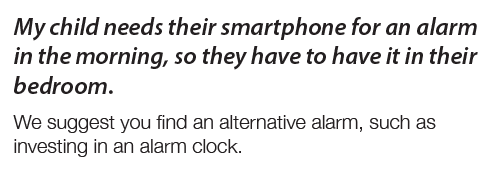 My child needs their smartphone for an alarm
in the morning, so they have to have it in their
bedroom.
We suggest you find an alternative alarm, such as
investing in an alarm clock.